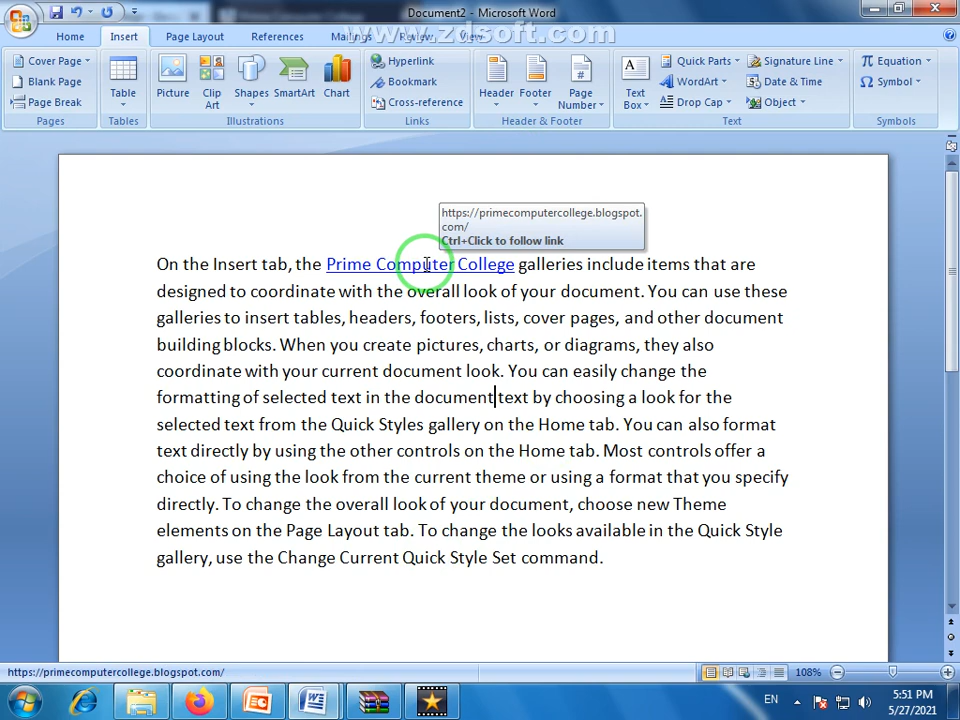 Document2 - Microsoft Word
Home Insert Page Layout References Mailings Review View
www.zdsoft.com
Cover Page
Blank Page
Page Break
Pages
Table
Tables
Picture Clip Art Shapes SmartArt Chart
Illustrations
Hyperlink
Bookmark
Cross-reference
Links
Header Footer Page Number
Header & Footer
Text Box
Quick Parts
WordArt
Drop Cap
Signature Line
Date & Time
Object
Text
Equation
Symbol
Symbols
https://primecomputercollege.blogspot.
com/
Ctrl+Click to follow link
On the Insert tab, the Prime Computer College galleries include items that are
designed to coordinate with the overall look of your document. You can use these
galleries to insert tables, headers, footers, lists, cover pages, and other document
building blocks. When you create pictures, charts, or diagrams, they also
coordinate with your current document look. You can easily change the
formatting of selected text in the document text by choosing a look for the
selected text from the Quick Styles gallery on the Home tab. You can also format
text directly by using the other controls on the Home tab. Most controls offer a
choice of using the look from the current theme or using a format that you specify
directly. To change the overall look of your document, choose new Theme
elements on the Page Layout tab. To change the looks available in the Quick Style
gallery, use the Change Current Quick Style Set command.
https://primecomputercollege.blogspot.com/
108%
EN
5:51 PM
5/27/2021